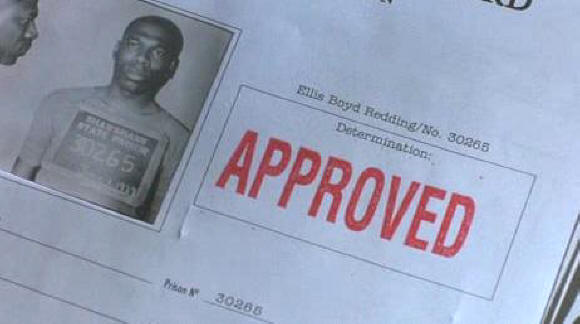 Ellis Boyd Redding/No. 30265
Determination:
APPROVED
30265
Prison Nº 30265